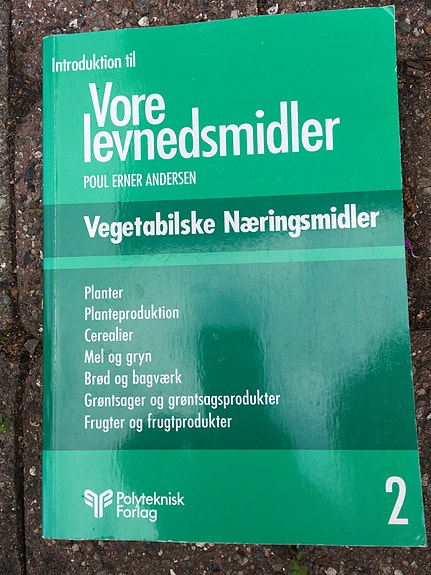 Introduktion til
Vore
levnedsmidler
POUL ERNER ANDERSEN
Vegetabilske Næringsmidler
Planter
Planteproduktion
Cerealier
Mel og gryn
Brød og bagværk
Grøntsager og grøntsagsprodukter
Frugter og frugtprodukter
Polyteknisk
Forlag
2